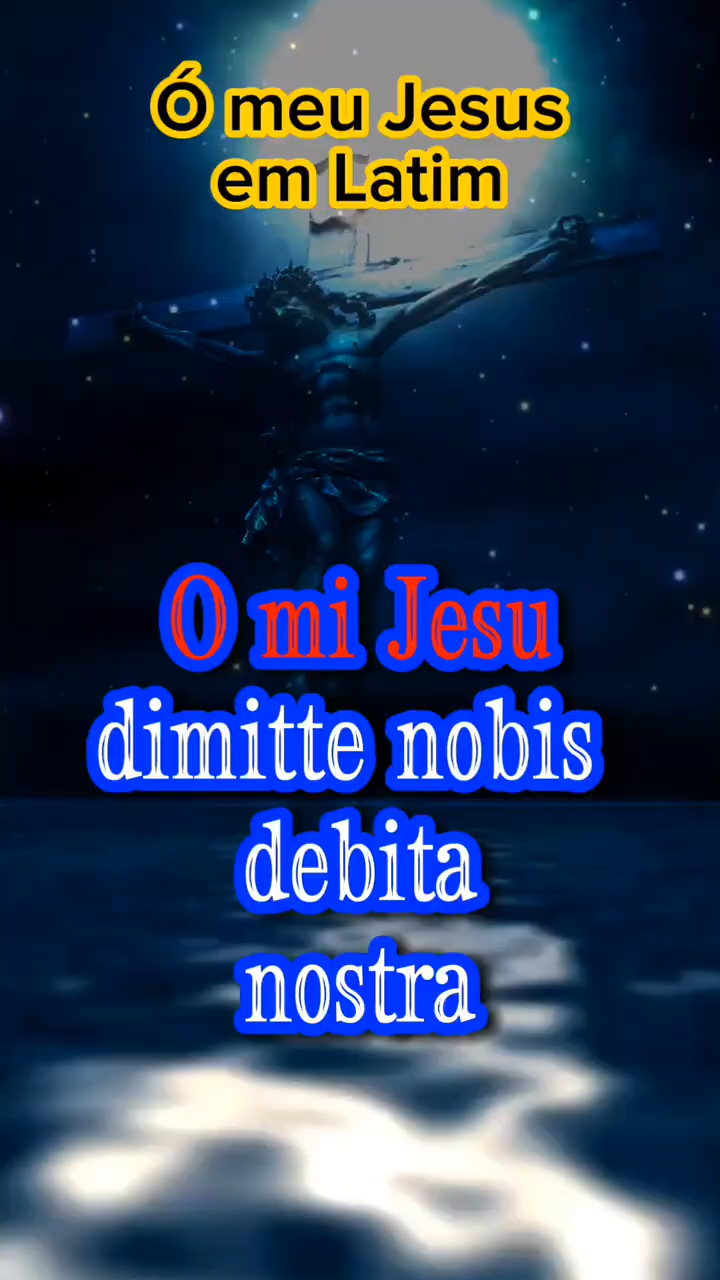 Ó meu Jesus
em Latim
O mi Jesu
dimitte nobis
debita
nostra